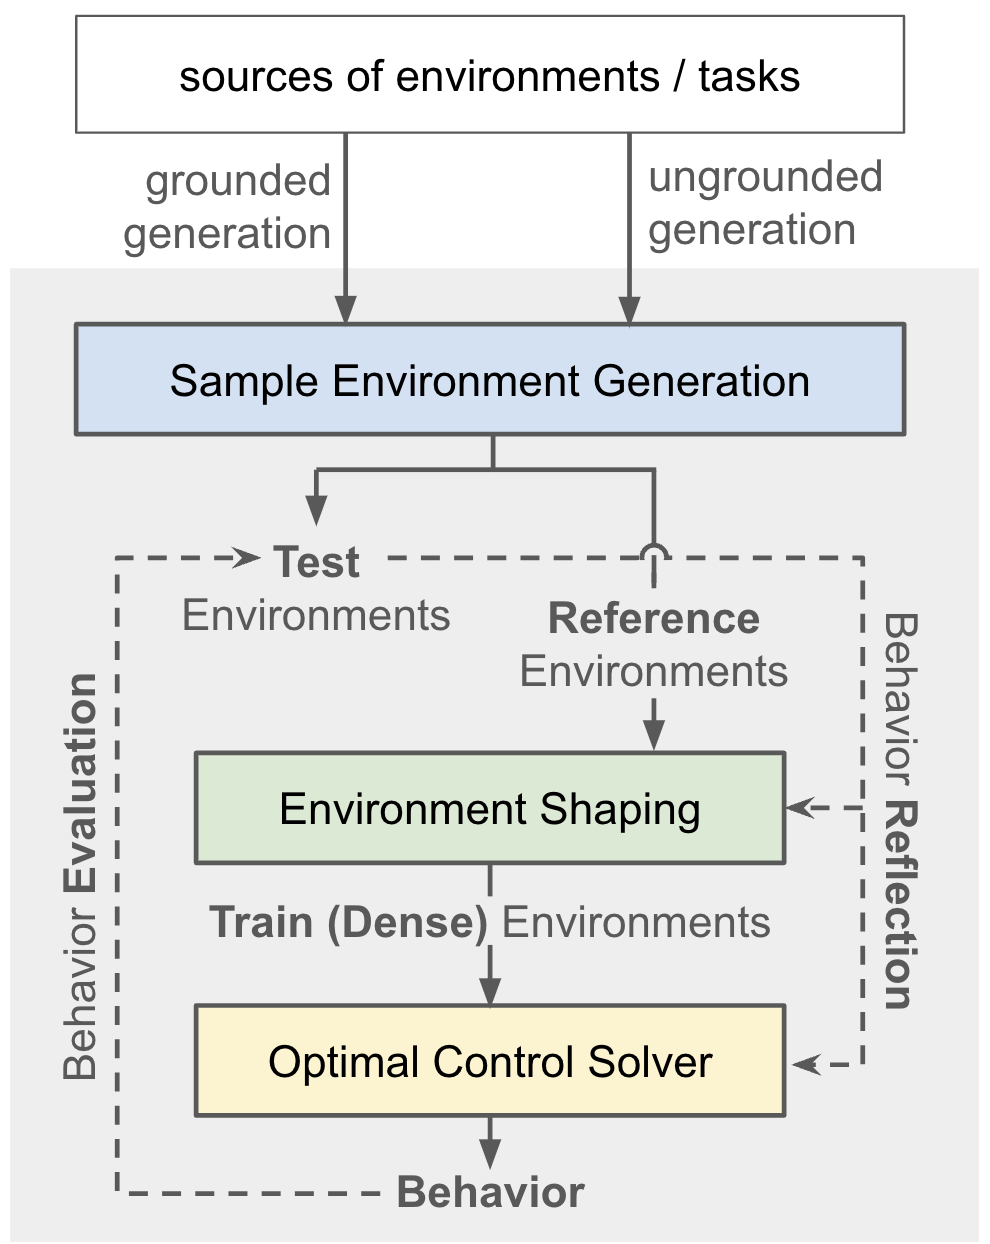 sources of environments / tasks
grounded
generation
ungrounded
generation
Sample Environment Generation
Test
Environments
Reference
Environments
Behavior Evaluation
Behavior Reflection
Environment Shaping
Train (Dense) Environments
Optimal Control Solver
Behavior